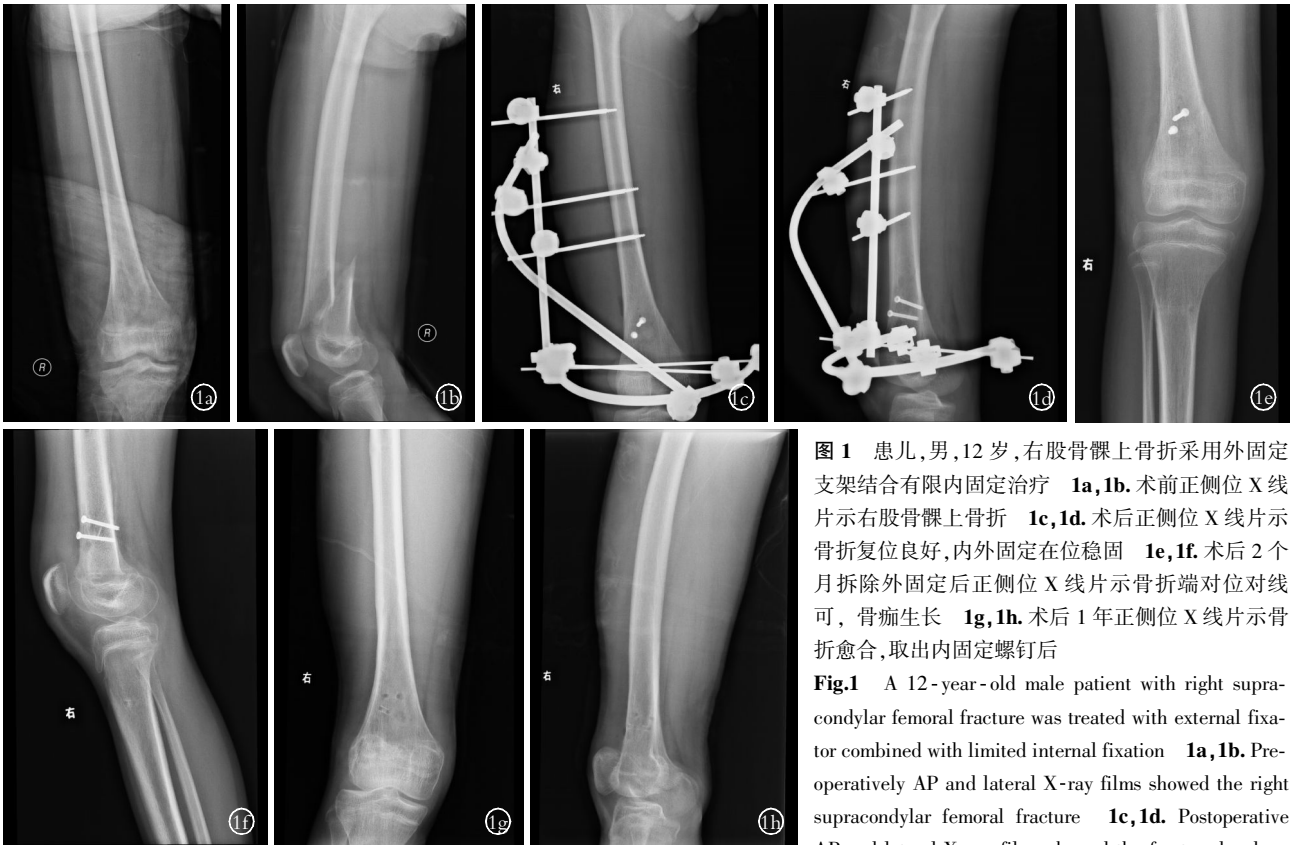 R
1a
R
1b
右
1c
右
1d
右
1e
右
1f
右
1g
右
1h
图 1 患儿,男,12 岁,右股骨髁上骨折采用外固定
支架结合有限内固定治疗 1a,1b. 术前正侧位 X 线
片示右股骨髁上骨折 1c,1d. 术后正侧位 X 线片示
骨折复位良好,内外固定在位稳固 1e,1f. 术后 2 个
月拆除外固定后正侧位 X 线片示骨折端对位对线
可, 骨痂生长 1g,1h. 术后 1 年正侧位 X 线片示骨
折愈合,取出内固定螺钉后
Fig.1 A 12-year-old male patient with right supra-
condylar femoral fracture was treated with external fixa-
tor combined with limited internal fixation 1a,1b. Pre-
operatively AP and lateral X-ray films showed the right
supracondylar femoral fracture 1c,1d. Postoperative